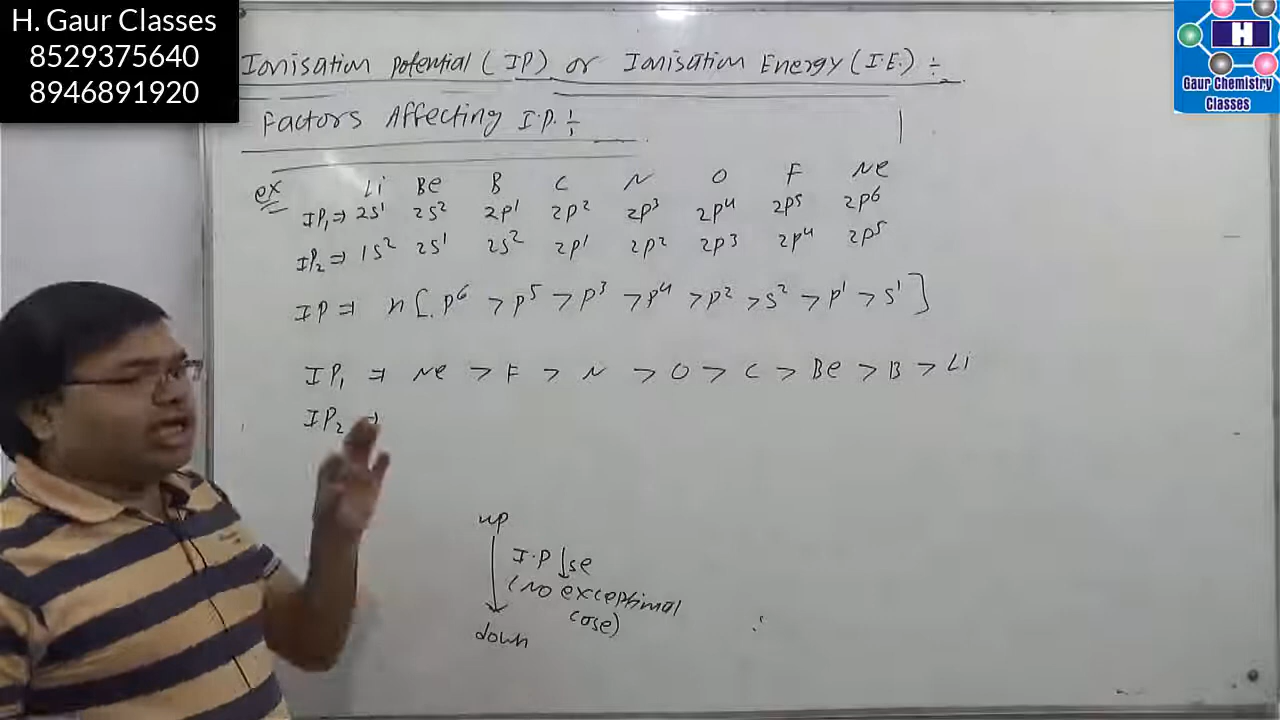 H. Gaur Classes
8529375640
8946891920
H
Gaur Chemistry
Classes
Ionisation Potential (IP) or Ionisation Energy (I.E.) ÷
Factors Affecting I.P. ÷
ex Li Be B C N O F Ne
IP₁ ⇒ 2s¹ 2s² 2p¹ 2p² 2p³ 2p⁴ 2p⁵ 2p⁶
IP₂ ⇒ 1s² 2s¹ 2s² 2p¹ 2p² 2p³ 2p⁴ 2p⁵
IP ⇒ n [. p⁶ > p⁵ > p³ > p⁴ > p² > s² > p¹ > s¹ ]
IP₁ ⇒ Ne > F > N > O > C > Be > B > Li
IP₂ ⇒
up
I.P ↓se
(No exceptional
case)
down